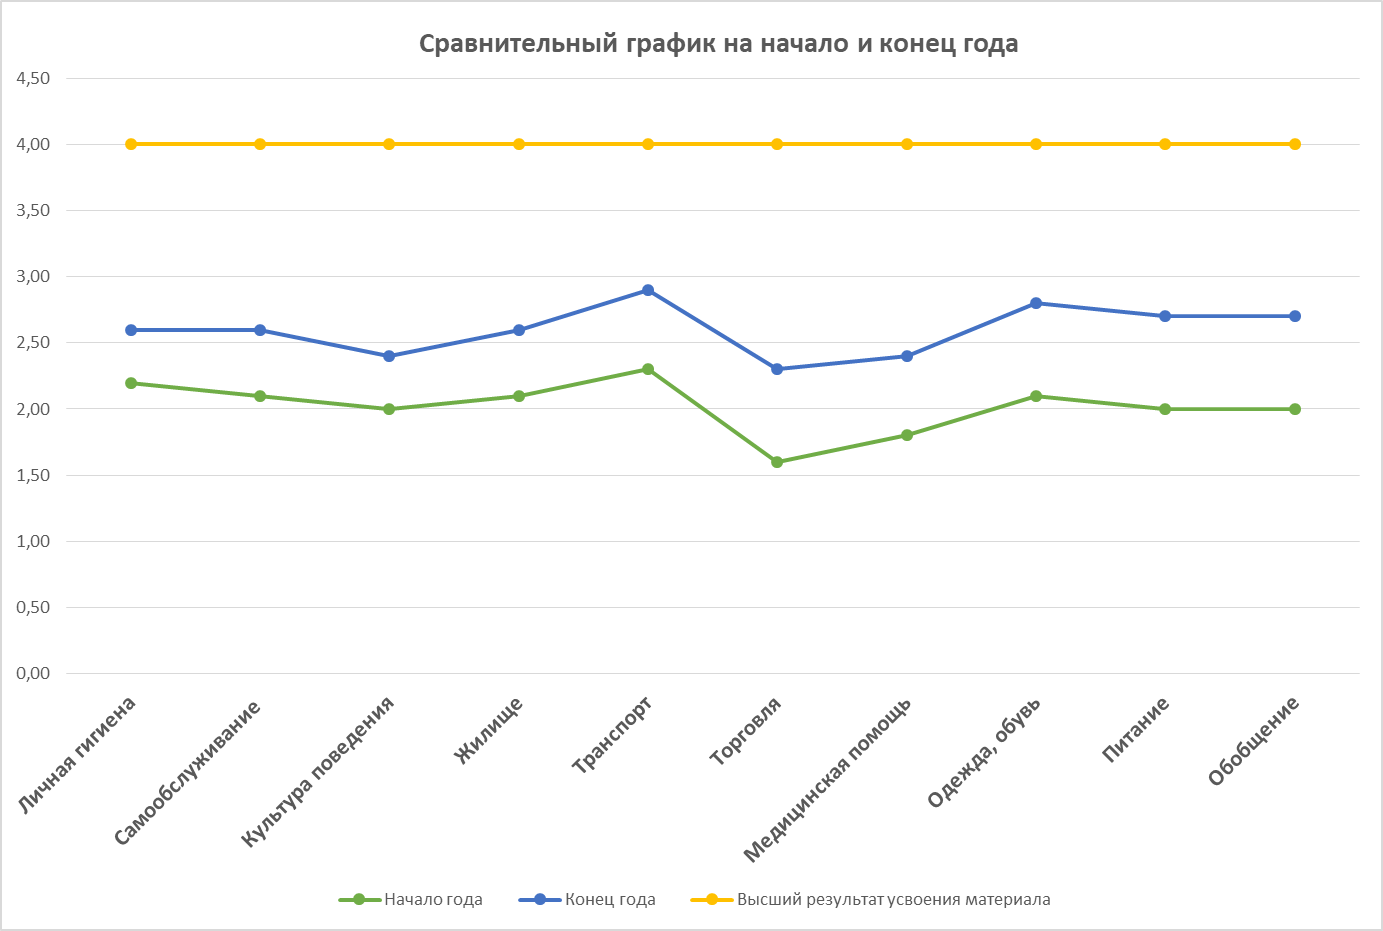 Сравнительный график на начало и конец года
4,50
4,00
3,50
3,00
2,50
2,00
1,50
1,00
0,50
0,00
Личная гигиена
Самообслуживание
Культура поведения
Жилище
Транспорт
Торговля
Медицинская помощь
Одежда, обувь
Питание
Обобщение
Начало года
Конец года
Высший результат усвоения материала